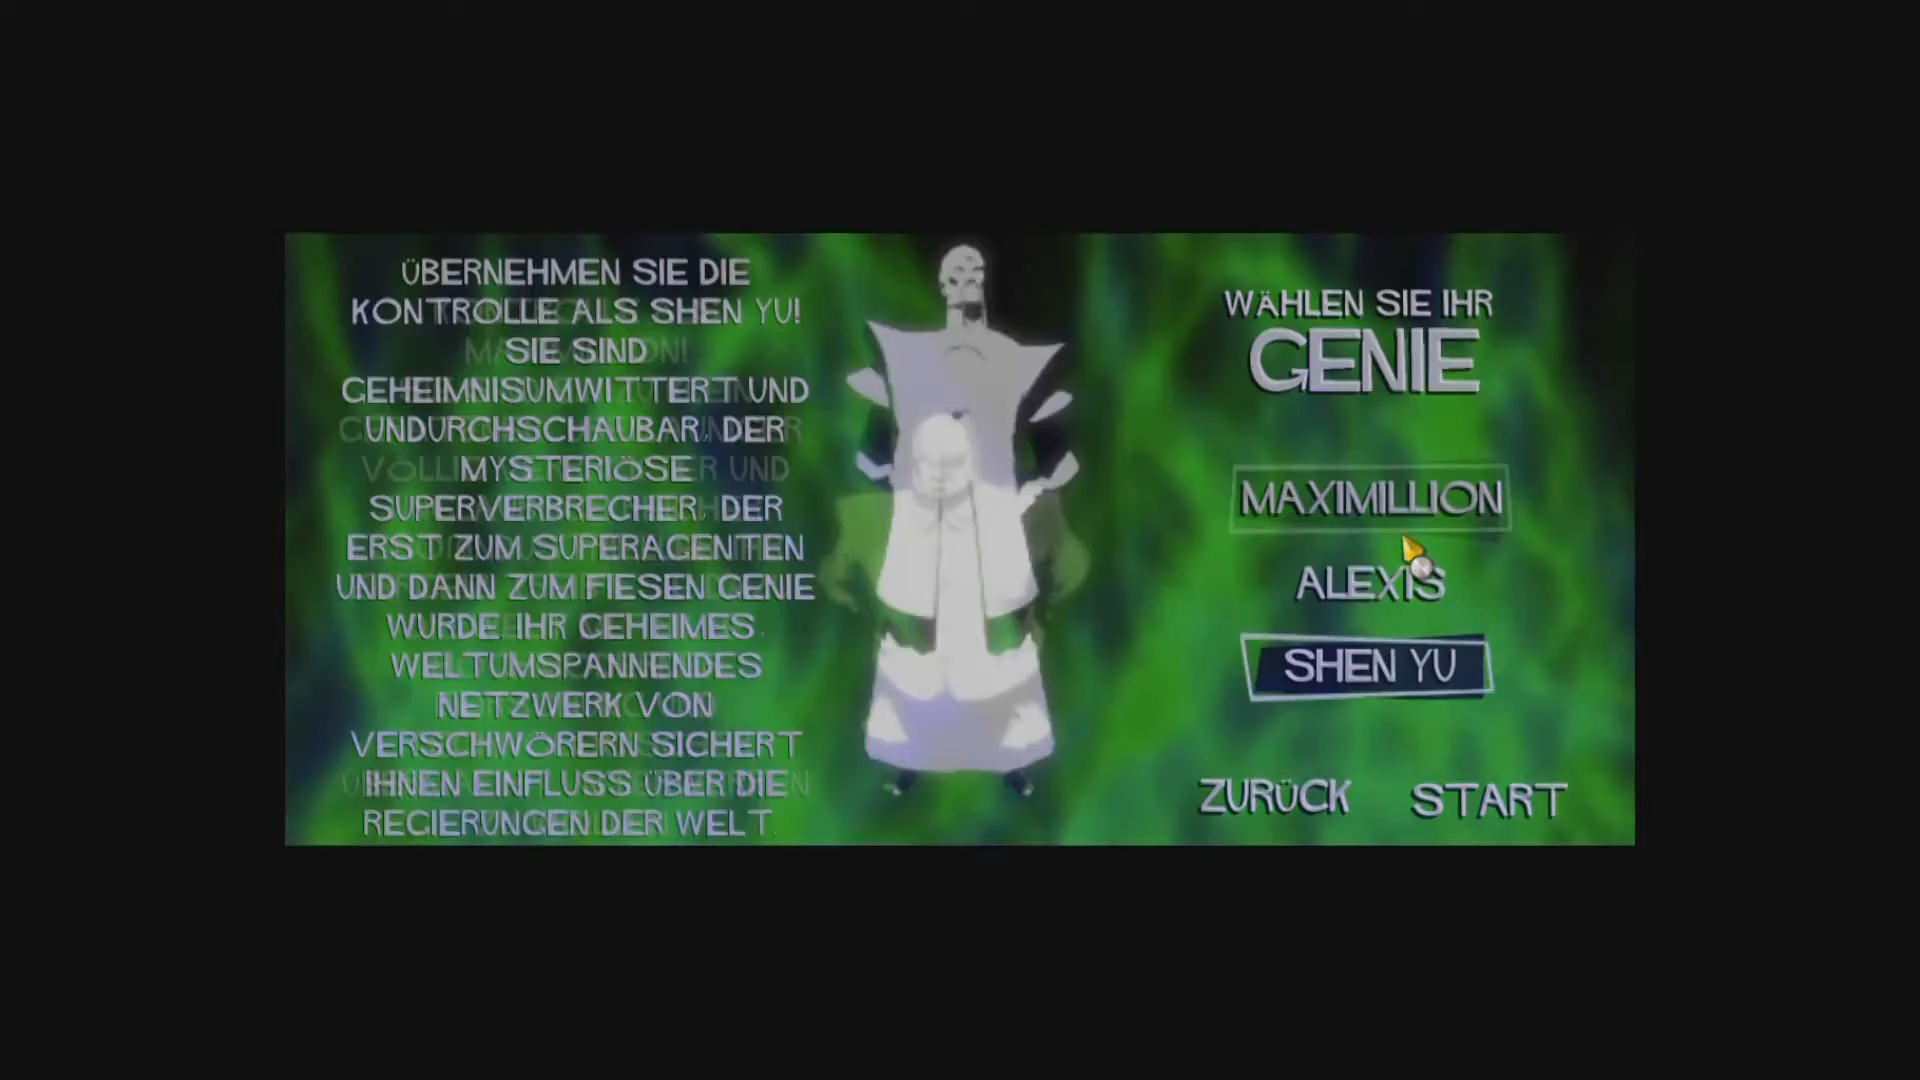 ÜBERNEHMEN SIE DIE
KONTROLLE ALS SHEN YU!
SIE SIND
GEHEIMNISUMWITTERT UND
UNDURCHSCHAUBAR, DER
MYSTERIÖSE
SUPERVERBRECHER, DER
ERST ZUM SUPERAGENTEN
UND DANN ZUM FIESEN GENIE
WURDE. IHR GEHEIMES,
WELTUMSPANNENDES
NETZWERK VON
VERSCHWÖRERN SICHERT
IHNEN EINFLUSS ÜBER DIE
REGIERUNGEN DER WELT.
WÄHLEN SIE IHR
GENIE
MAXIMILLION
ALEXIS
SHEN YU
ZURÜCK START